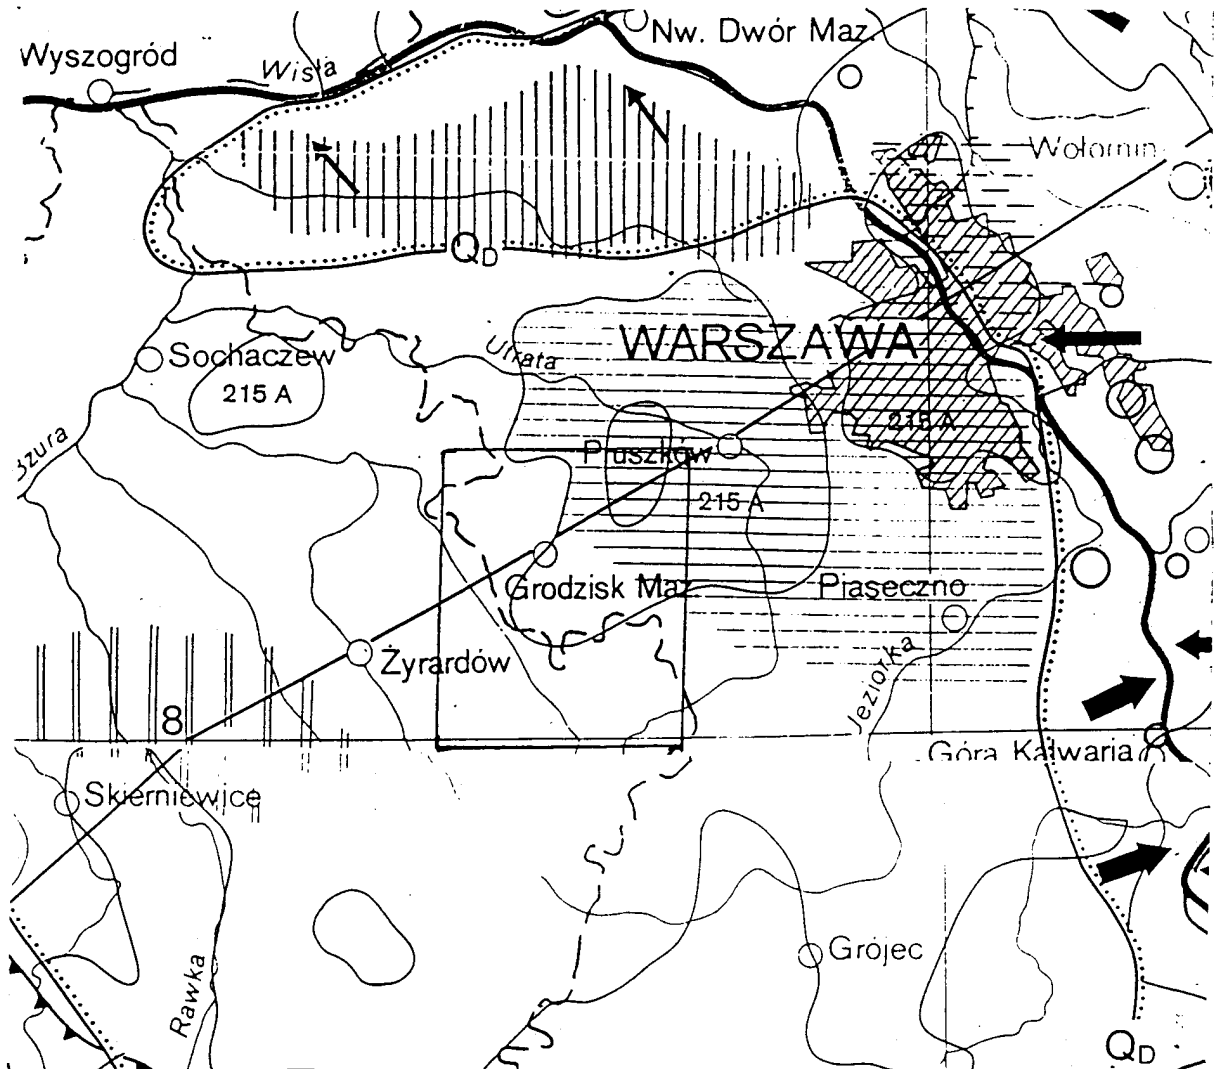 Nw. Dwór Maz.
Wyszogród
Wisła
Wołomin
QD
WARSZAWA
Utrata
Sochaczew
215 A
215 A
Bzura
Pruszków
215 A
Grodzisk Maz.
Piaseczno
Żyrardów
Jeziorka
8
Góra Kalwaria
Skierniewice
Grójec
Rawka
QD